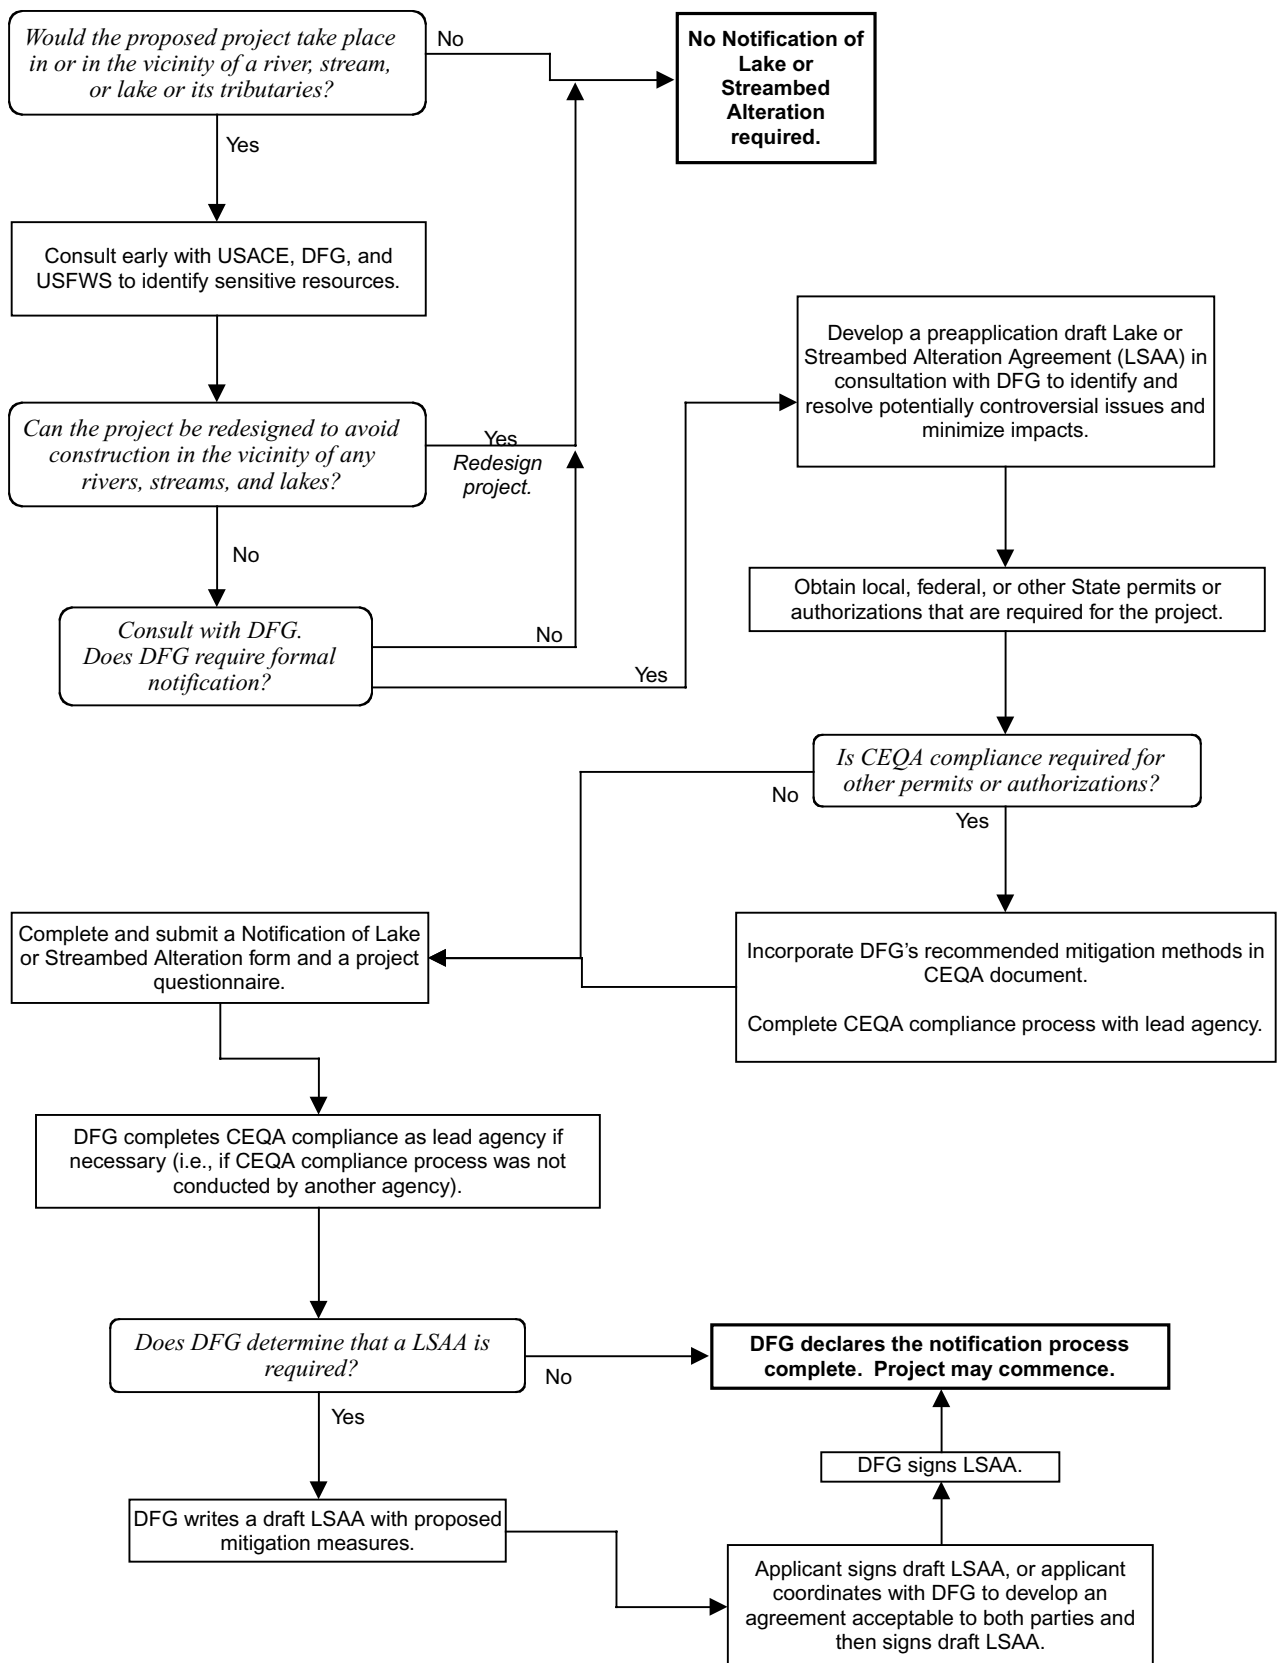 Would the proposed project take place
in or in the vicinity of a river, stream,
or lake or its tributaries?
No
No Notification of
Lake or
Streambed
Alteration
required.
Yes
Consult early with USACE, DFG, and
USFWS to identify sensitive resources.
Can the project be redesigned to avoid
construction in the vicinity of any
rivers, streams, and lakes?
Yes
Redesign
project.
No
Consult with DFG.
Does DFG require formal
notification?
No
Yes
Develop a preapplication draft Lake or
Streambed Alteration Agreement (LSAA) in
consultation with DFG to identify and
resolve potentially controversial issues and
minimize impacts.
Obtain local, federal, or other State permits or
authorizations that are required for the project.
Is CEQA compliance required for
other permits or authorizations?
No
Yes
Incorporate DFG’s recommended mitigation methods in
CEQA document.
Complete CEQA compliance process with lead agency.
Complete and submit a Notification of Lake
or Streambed Alteration form and a project
questionnaire.
DFG completes CEQA compliance as lead agency if
necessary (i.e., if CEQA compliance process was not
conducted by another agency).
Does DFG determine that a LSAA is
required?
No
DFG declares the notification process
complete.  Project may commence.
Yes
DFG writes a draft LSAA with proposed
mitigation measures.
Applicant signs draft LSAA, or applicant
coordinates with DFG to develop an
agreement acceptable to both parties and
then signs draft LSAA.
DFG signs LSAA.